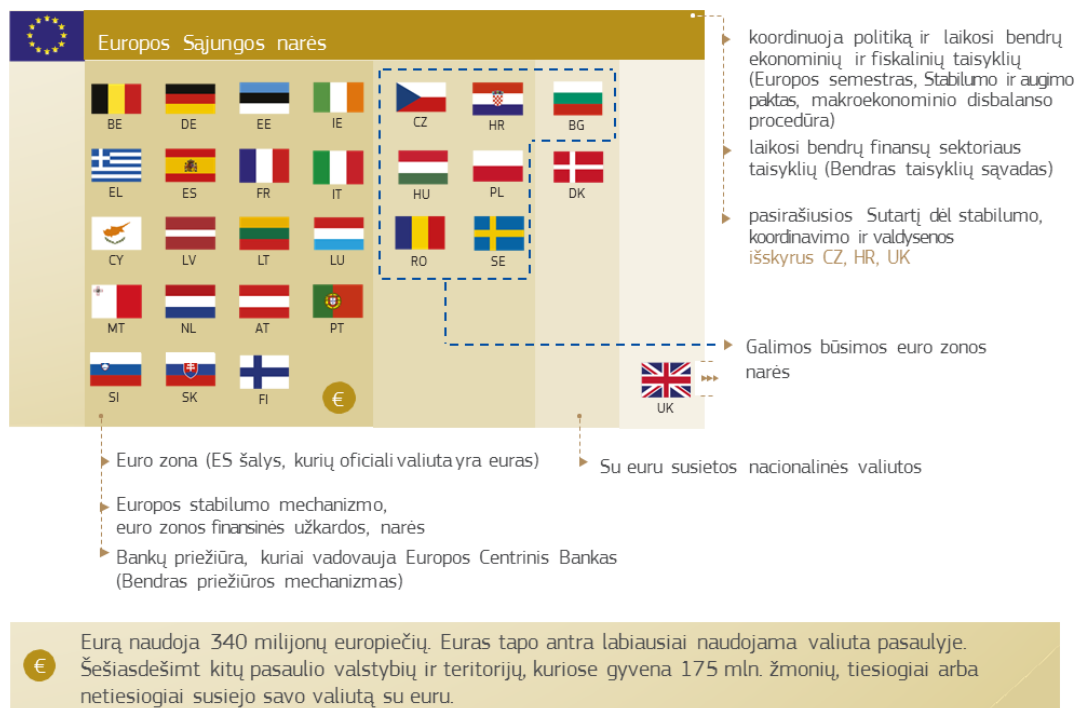 Europos Sąjungos narės
BE DE EE IE CZ HR BG
EL ES FR IT HU PL DK
CY LV LT LU RO SE
MT NL AT PT
SI SK FI € UK
koordinuoja politiką ir laikosi bendrų
ekonominių ir fiskalinių taisyklių
(Europos semestras, Stabilumo ir augimo
paktas, makroekonominio disbalanso
procedūra)
laikosi bendrų finansų sektoriaus
taisyklių (Bendras taisyklių sąvadas)
pasirašiusios Sutartį dėl stabilumo,
koordinavimo ir valdysenos
išskyrus CZ, HR, UK
Galimos būsimos euro zonos
narės
Euro zona (ES šalys, kurių oficiali valiuta yra euras)
Europos stabilumo mechanizmo,
euro zonos finansinės užkardos, narės
Bankų priežiūra, kuriai vadovauja Europos Centrinis Bankas
(Bendras priežiūros mechanizmas)
Su euru susietos nacionalinės valiutos
€
Eurą naudoja 340 milijonų europiečių. Euras tapo antra labiausiai naudojama valiuta pasaulyje.
Šešiasdešimt kitų pasaulio valstybių ir teritorijų, kuriose gyvena 175 mln. žmonių, tiesiogiai arba
netiesiogiai susiejo savo valiutą su euru.